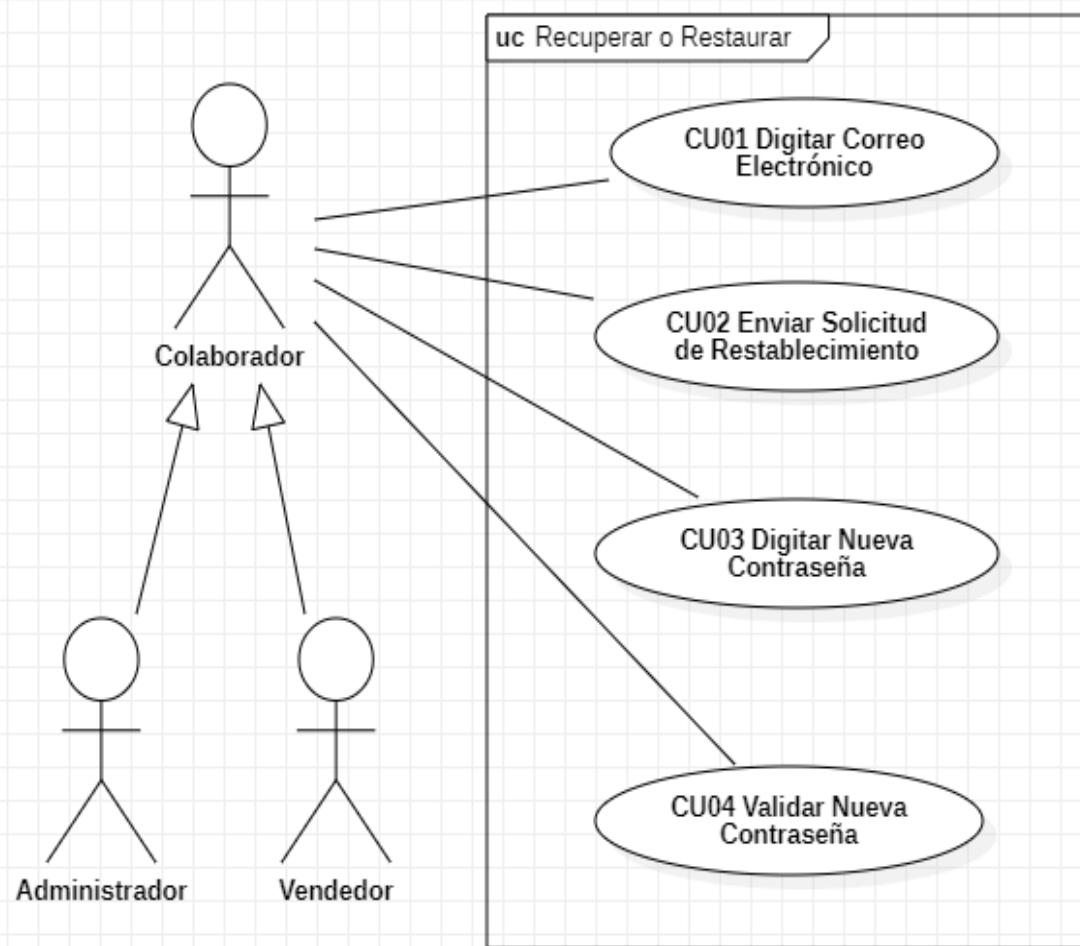 uc Recuperar o Restaurar
CU01 Digitar Correo
Electrónico
CU02 Enviar Solicitud
de Restablecimiento
Colaborador
CU03 Digitar Nueva
Contraseña
CU04 Validar Nueva
Contraseña
Administrador
Vendedor